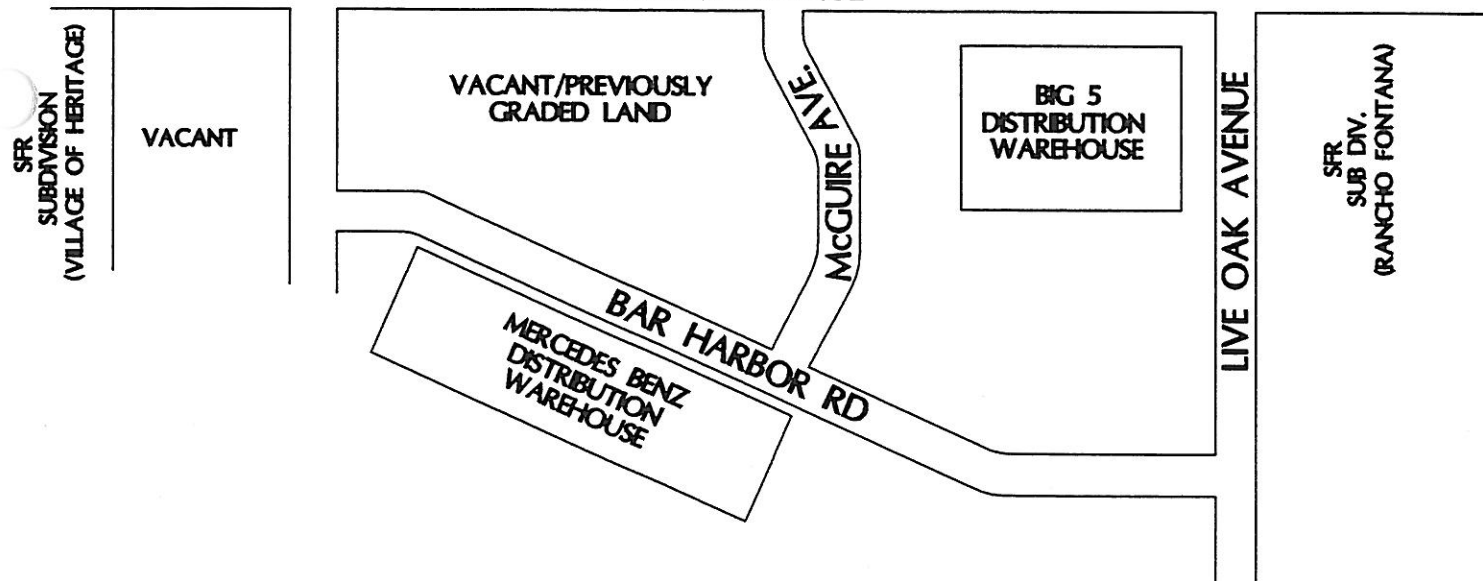 SFR
SUBDIVISION
(VILLAGE OF HERITAGE)
VACANT
VACANT/PREVIOUSLY
GRADED LAND
McGUIRE AVE.
BIG 5
DISTRIBUTION
WAREHOUSE
LIVE OAK AVENUE
SFR
SUB DIV.
(RANCHO FONTANA)
BAR HARBOR RD
MERCEDES BENZ
DISTRIBUTION
WAREHOUSE